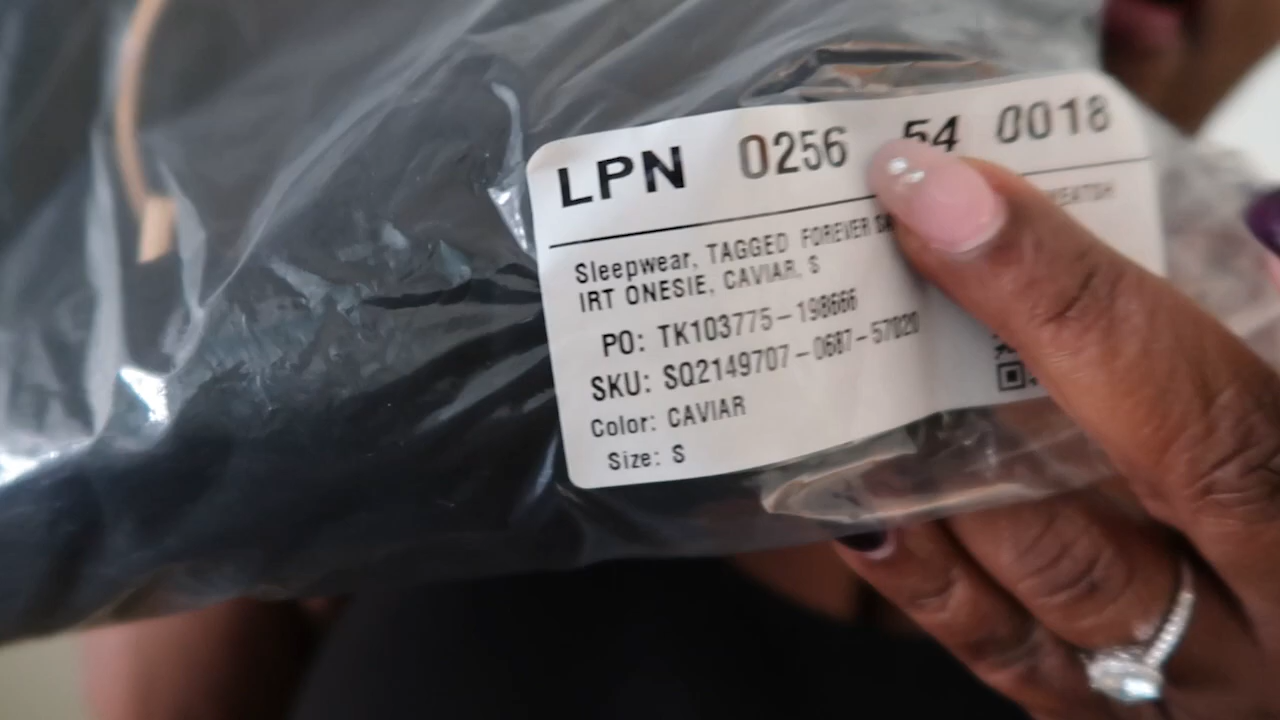 LPN 0256 54 0018
Sleepwear, TAGGED FOREVER
IRT ONESIE, CAVIAR, S
PO: TK103775-198666
SKU: SQ2149707-0687-57020
Color: CAVIAR
Size: S